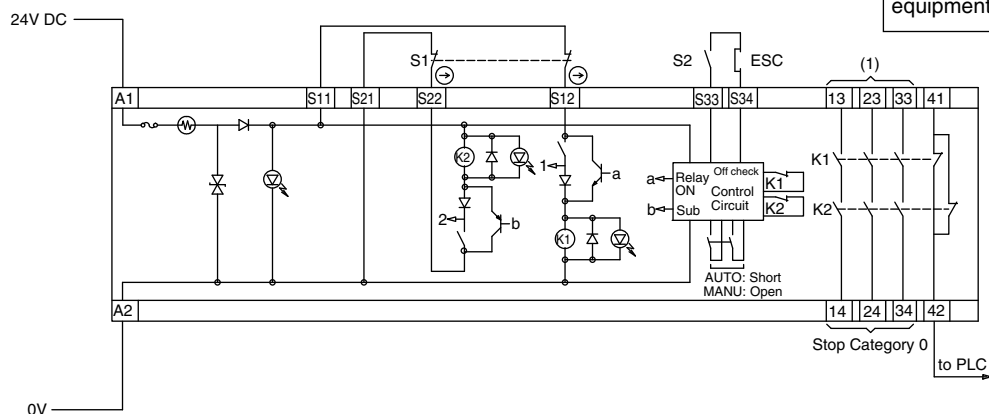 equipment
24V DC
S1
S2
ESC
(1)
A1
S11
S21
S22
S12
S33
S34
13
23
33
41
K2
1
a
2
b
K1
a
Relay
ON
b
Sub
Off check
Control
Circuit
K1
K2
K1
K2
AUTO: Short
MANU: Open
A2
14
24
34
42
Stop Category 0
to PLC
0V